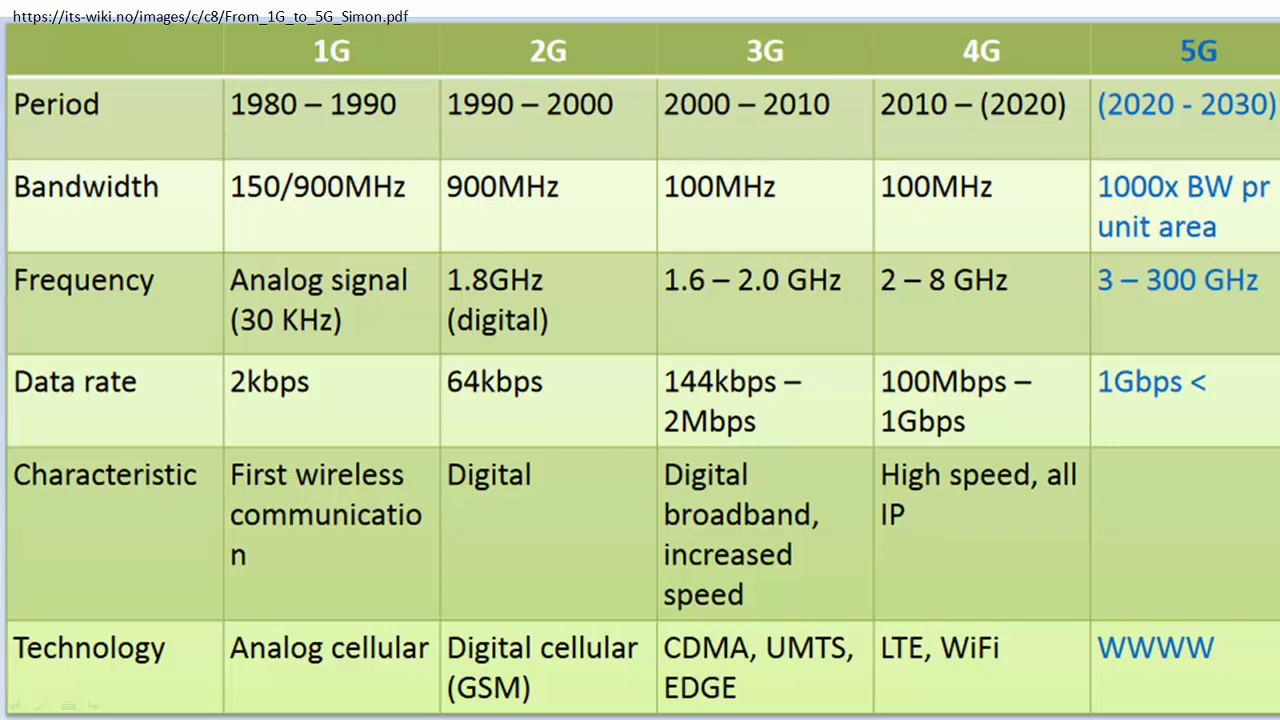 https://its-wiki.no/images/c/c8/From_1G_to_5G_Simon.pdf
1G 2G 3G 4G 5G
Period 1980 – 1990 1990 – 2000 2000 – 2010 2010 – (2020) (2020 - 2030)
Bandwidth 150/900MHz 900MHz 100MHz 100MHz 1000x BW pr
unit area
Frequency Analog signal 1.8GHz 1.6 – 2.0 GHz 2 – 8 GHz 3 – 300 GHz
(30 KHz) (digital)
Data rate 2kbps 64kbps 144kbps – 100Mbps – 1Gbps <
2Mbps 1Gbps
Characteristic First wireless Digital Digital High speed, all
communicatio broadband, IP
n increased
speed
Technology Analog cellular Digital cellular CDMA, UMTS, LTE, WiFi WWWW
(GSM) EDGE